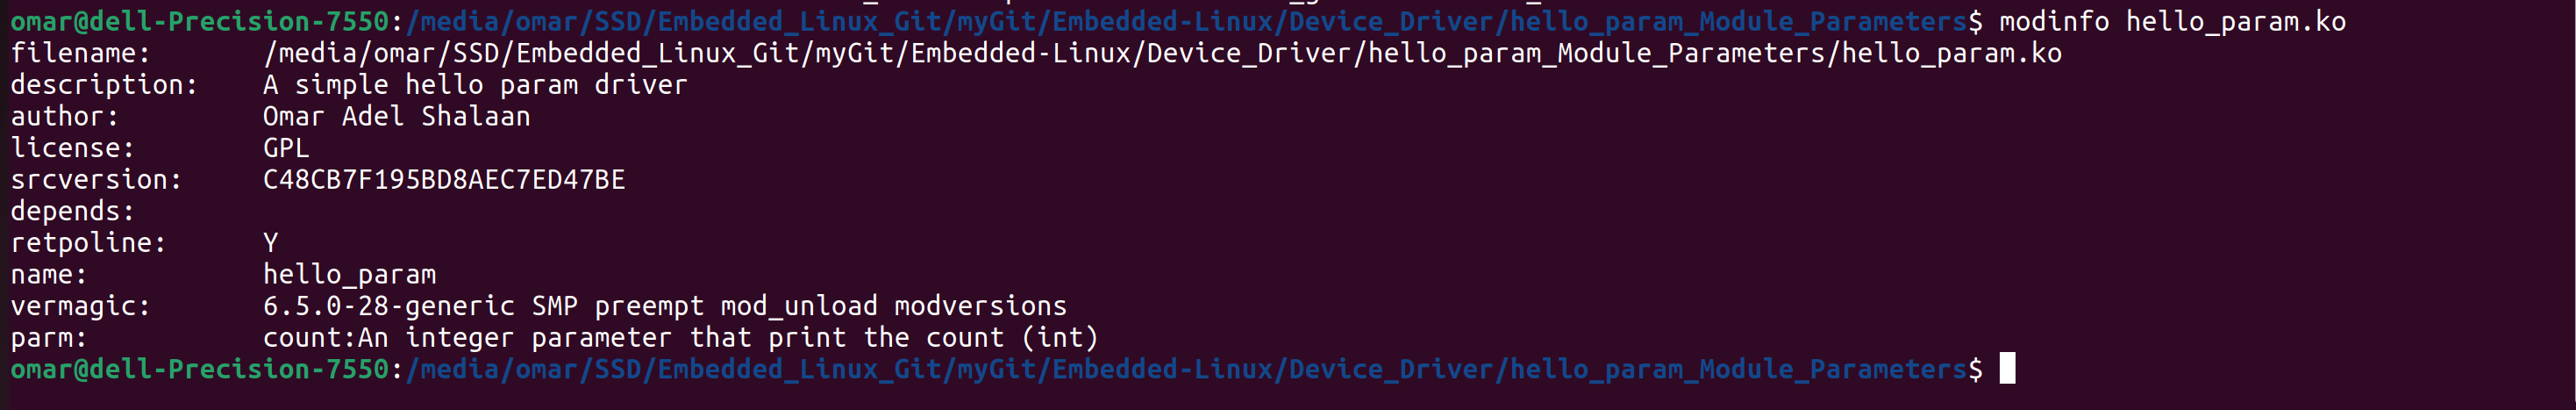 omar@dell-Precision-7550:/media/omar/SSD/Embedded_Linux_Git/myGit/Embedded-Linux/Device_Driver/hello_param_Module_Parameters$ modinfo hello_param.ko
filename:       /media/omar/SSD/Embedded_Linux_Git/myGit/Embedded-Linux/Device_Driver/hello_param_Module_Parameters/hello_param.ko
description:    A simple hello param driver
author:         Omar Adel Shalaan
license:        GPL
srcversion:     C48CB7F195BD8AEC7ED47BE
depends:
retpoline:      Y
name:           hello_param
vermagic:       6.5.0-28-generic SMP preempt mod_unload modversions
parm:           count:An integer parameter that print the count (int)
omar@dell-Precision-7550:/media/omar/SSD/Embedded_Linux_Git/myGit/Embedded-Linux/Device_Driver/hello_param_Module_Parameters$